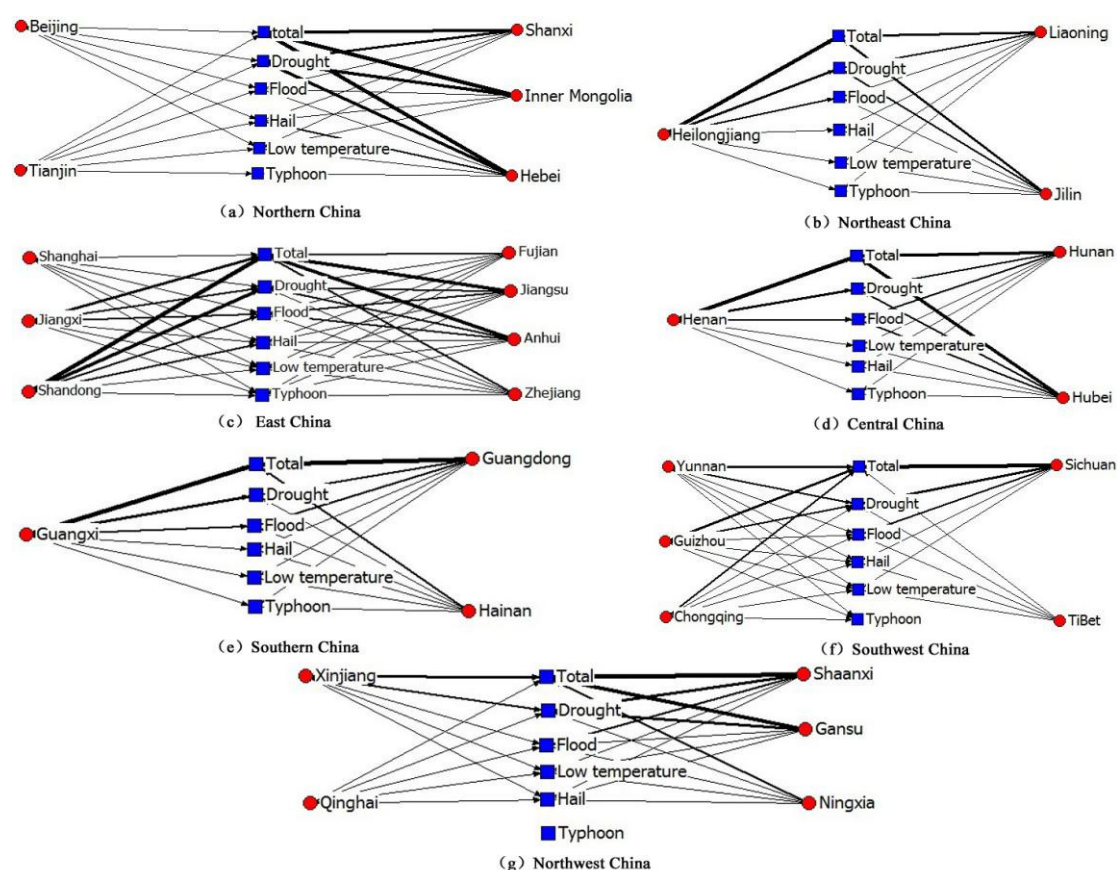 Beijing
Tianjin
total
Drought
Flood
Hail
Low temperature
Typhoon
Shanxi
Inner Mongolia
Hebei
(a) Northern China
Heilongjiang
Total
Drought
Flood
Hail
Low temperature
Typhoon
Liaoning
Jilin
(b) Northeast China
Shanghai
Jiangxi
Shandong
Total
Drought
Flood
Hail
Low temperature
Typhoon
Fujian
Jiangsu
Anhui
Zhejiang
(c) East China
Henan
Total
Drought
Flood
Low temperature
Hail
Typhoon
Hunan
Hubei
(d) Central China
Guangxi
Total
Drought
Flood
Hail
Low temperature
Typhoon
Guangdong
Hainan
(e) Southern China
Yunnan
Guizhou
Chongqing
Total
Drought
Flood
Hail
Low temperature
Typhoon
Sichuan
TiBet
(f) Southwest China
Xinjiang
Qinghai
Total
Drought
Flood
Low temperature
Hail
Typhoon
Shaanxi
Gansu
Ningxia
(g) Northwest China